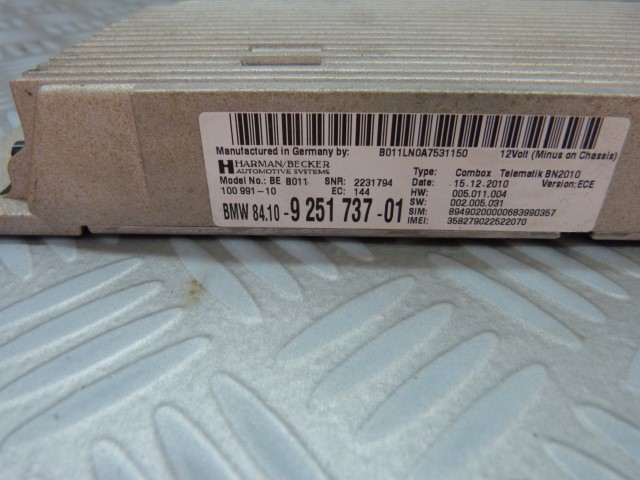 Manufactured in Germany by: B011LN0A7531150 12Volt (Minus on Chassis)
HARMAN/BECKER
AUTOMOTIVE SYSTEMS
Type: Combox Telematik BN2010
Model No.: BE B011 SNR: 2231794 Date: 15.12.2010 Version: ECE
100 991-10 EC: 144 HW: 005.011.004
SW: 002.005.031
BMW 84.10 - 9 251 737 - 01 SIM: 89490200000683990357
IMEI: 358279022522070